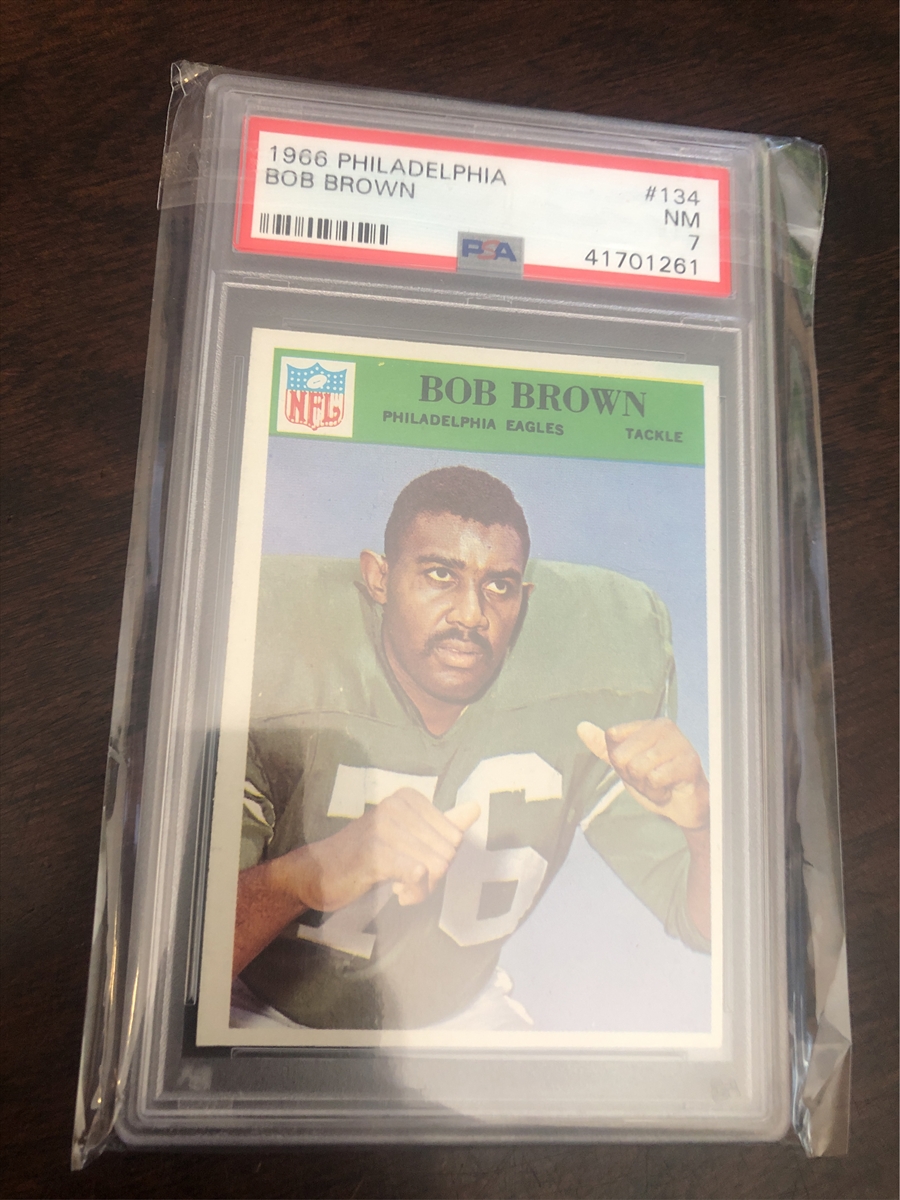 1966 PHILADELPHIA #134
BOB BROWN NM
7
PSA 41701261
NFL
BOB BROWN
PHILADELPHIA EAGLES TACKLE
76